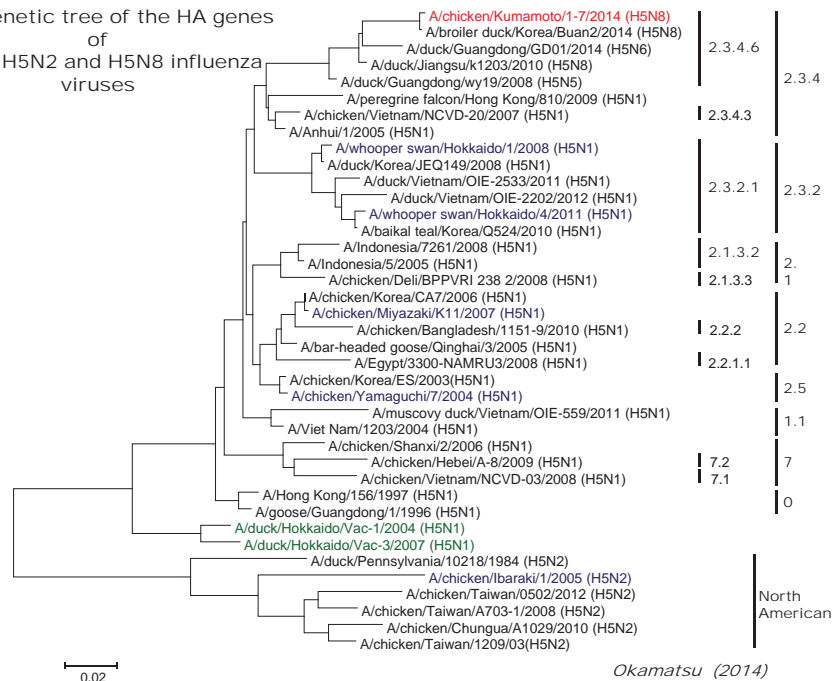 enetic tree of the HA genes
of
H5N2 and H5N8 influenza
viruses
A/chicken/Kumamoto/1-7/2014 (H5N8)
A/broiler duck/Korea/Buan2/2014 (H5N8)
A/duck/Guangdong/GD01/2014 (H5N6)
A/duck/Jiangsu/k1203/2010 (H5N8)
A/duck/Guangdong/wy19/2008 (H5N5)
A/peregrine falcon/Hong Kong/810/2009 (H5N1)
A/chicken/Vietnam/NCVD-20/2007 (H5N1)
A/Anhui/1/2005 (H5N1)
A/whooper swan/Hokkaido/1/2008 (H5N1)
A/duck/Korea/JEQ149/2008 (H5N1)
A/duck/Vietnam/OIE-2533/2011 (H5N1)
A/duck/Vietnam/OIE-2202/2012 (H5N1)
A/whooper swan/Hokkaido/4/2011 (H5N1)
A/baikal teal/Korea/Q524/2010 (H5N1)
A/Indonesia/7261/2008 (H5N1)
A/Indonesia/5/2005 (H5N1)
A/chicken/Deli/BPPVRI 238 2/2008 (H5N1)
A/chicken/Korea/CA7/2006 (H5N1)
A/chicken/Miyazaki/K11/2007 (H5N1)
A/chicken/Bangladesh/1151-9/2010 (H5N1)
A/bar-headed goose/Qinghai/3/2005 (H5N1)
A/Egypt/3300-NAMRU3/2008 (H5N1)
A/chicken/Korea/ES/2003(H5N1)
A/chicken/Yamaguchi/7/2004 (H5N1)
A/muscovy duck/Vietnam/OIE-559/2011 (H5N1)
A/Viet Nam/1203/2004 (H5N1)
A/chicken/Shanxi/2/2006 (H5N1)
A/chicken/Hebei/A-8/2009 (H5N1)
A/chicken/Vietnam/NCVD-03/2008 (H5N1)
A/Hong Kong/156/1997 (H5N1)
A/goose/Guangdong/1/1996 (H5N1)
A/duck/Hokkaido/Vac-1/2004 (H5N1)
A/duck/Hokkaido/Vac-3/2007 (H5N1)
A/duck/Pennsylvania/10218/1984 (H5N2)
A/chicken/Ibaraki/1/2005 (H5N2)
A/chicken/Taiwan/0502/2012 (H5N2)
A/chicken/Taiwan/A703-1/2008 (H5N2)
A/chicken/Chungua/A1029/2010 (H5N2)
A/chicken/Taiwan/1209/03(H5N2)
2.3.4.6
2.3.4.3
2.3.2.1
2.1.3.2
2.1.3.3
2.2.2
2.2.1.1
7.2
7.1
2.3.4
2.3.2
2.
1
2.2
2.5
1.1
7
0
North
American
0.02
Okamatsu (2014)